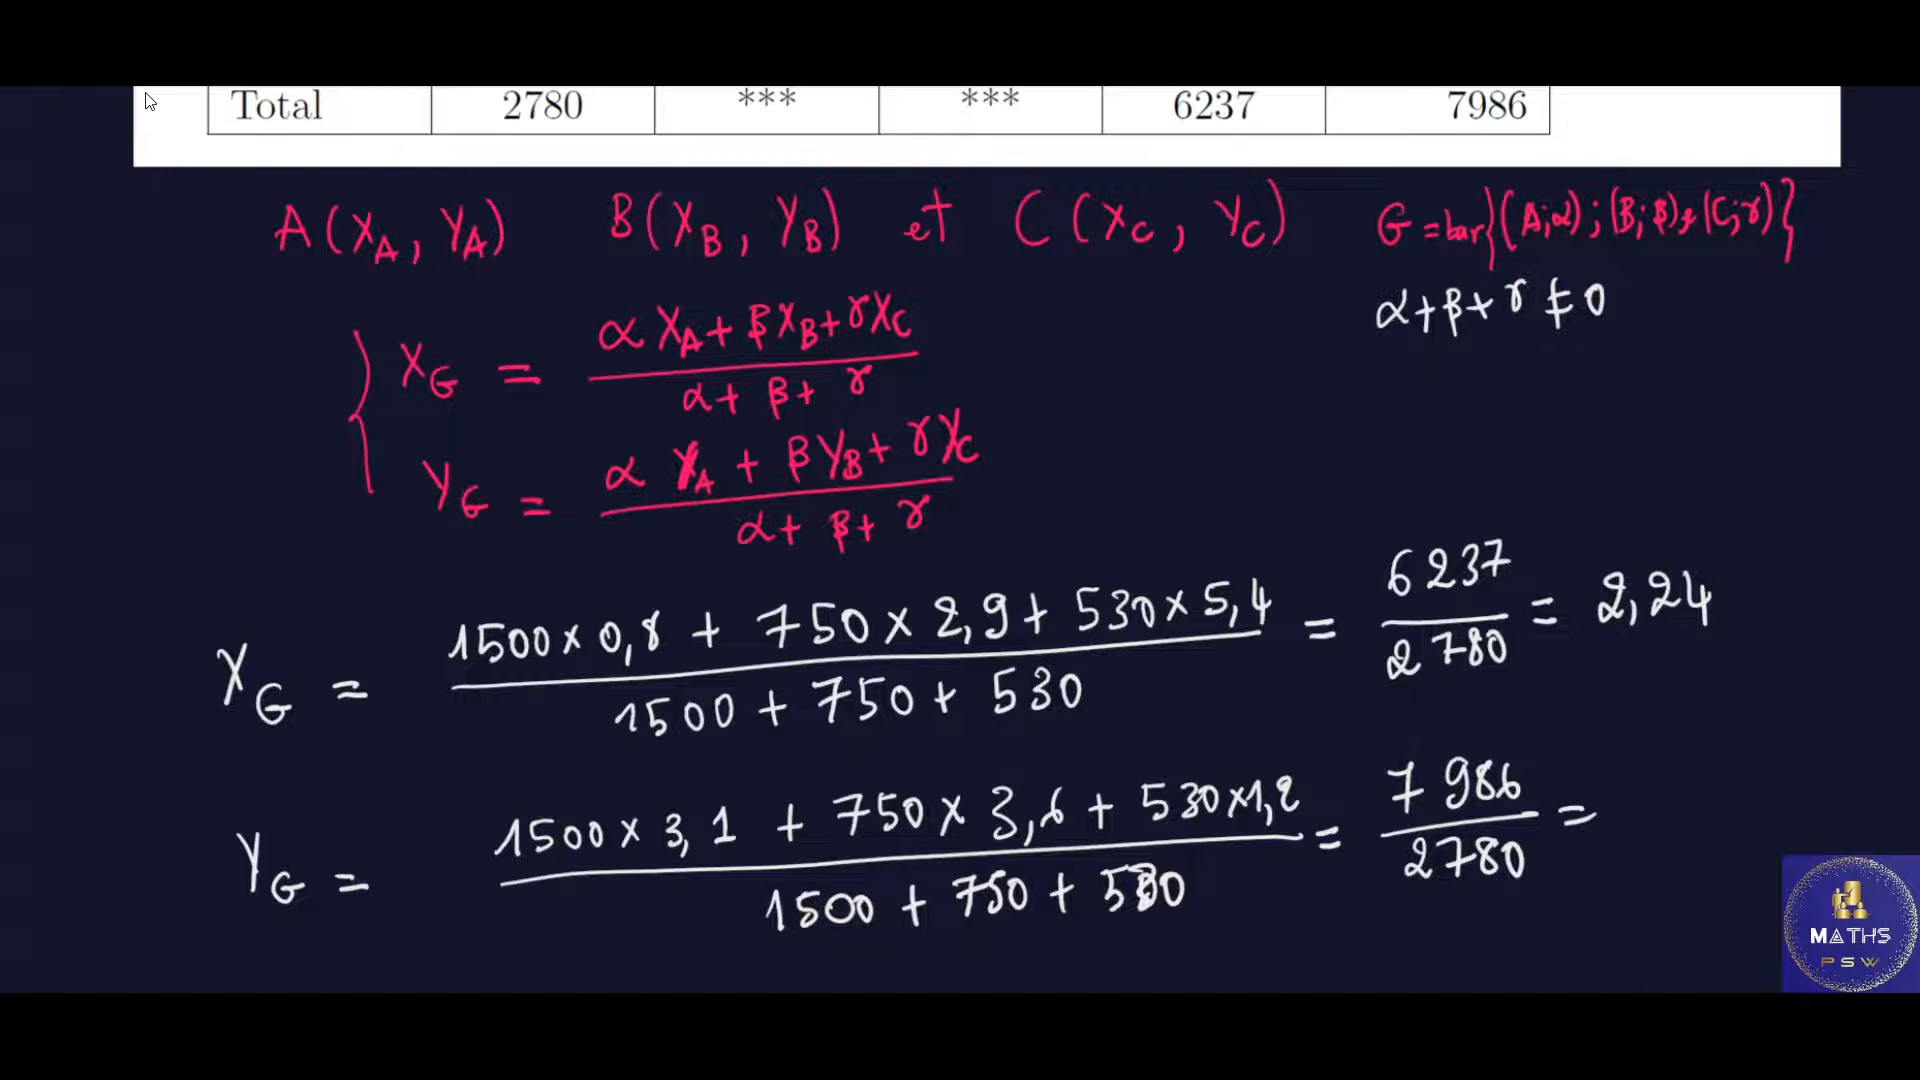 Total 2780 *** *** 6237 7986
A(X_A, Y_A) B(X_B, Y_B) et C(X_C, Y_C) G = bar{(A;α);(B;β);(C;γ)}
α+β+γ ≠ 0
X_G = (αX_A + βX_B + γX_C) / (α+β+γ)
Y_G = (αY_A + βY_B + γY_C) / (α+β+γ)
X_G = (1500×0,8 + 750×2,9 + 530×5,4) / (1500 + 750 + 530) = 6237 / 2780 = 2,24
Y_G = (1500×3,1 + 750×3,6 + 530×1,2) / (1500 + 750 + 530) = 7986 / 2780 =
MATHS
PSW